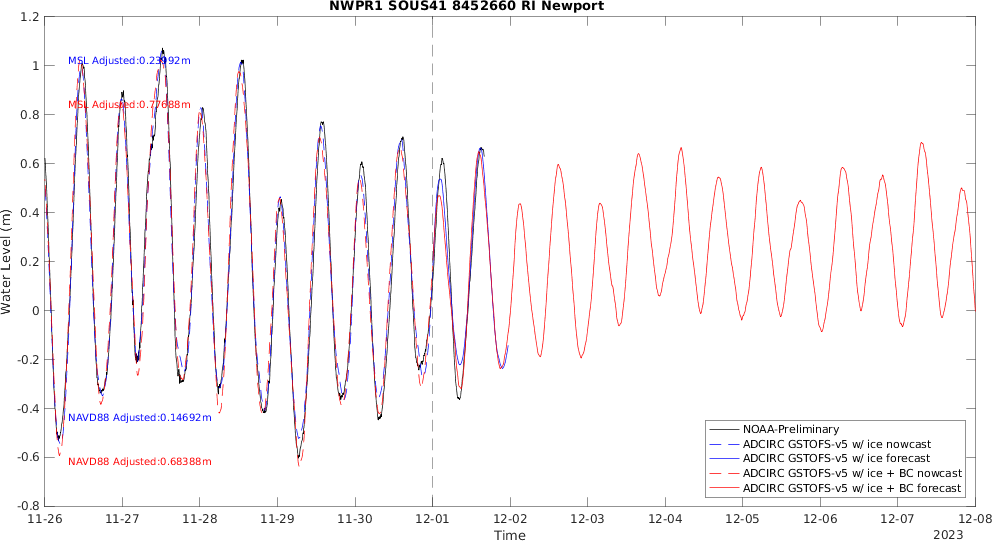 NWPR1 SOUS41 8452660 RI Newport
1.2
1
0.8
0.6
0.4
0.2
0
-0.2
-0.4
-0.6
-0.8
Water Level (m)
MSL Adjusted:0.23992m
MSL Adjusted:0.77688m
NAVD88 Adjusted:0.14692m
NAVD88 Adjusted:0.68388m
NOAA-Preliminary
ADCIRC GSTOFS-v5 w/ ice nowcast
ADCIRC GSTOFS-v5 w/ ice forecast
ADCIRC GSTOFS-v5 w/ ice + BC nowcast
ADCIRC GSTOFS-v5 w/ ice + BC forecast
11-26 11-27 11-28 11-29 11-30 12-01 12-02 12-03 12-04 12-05 12-06 12-07 12-08
Time
2023